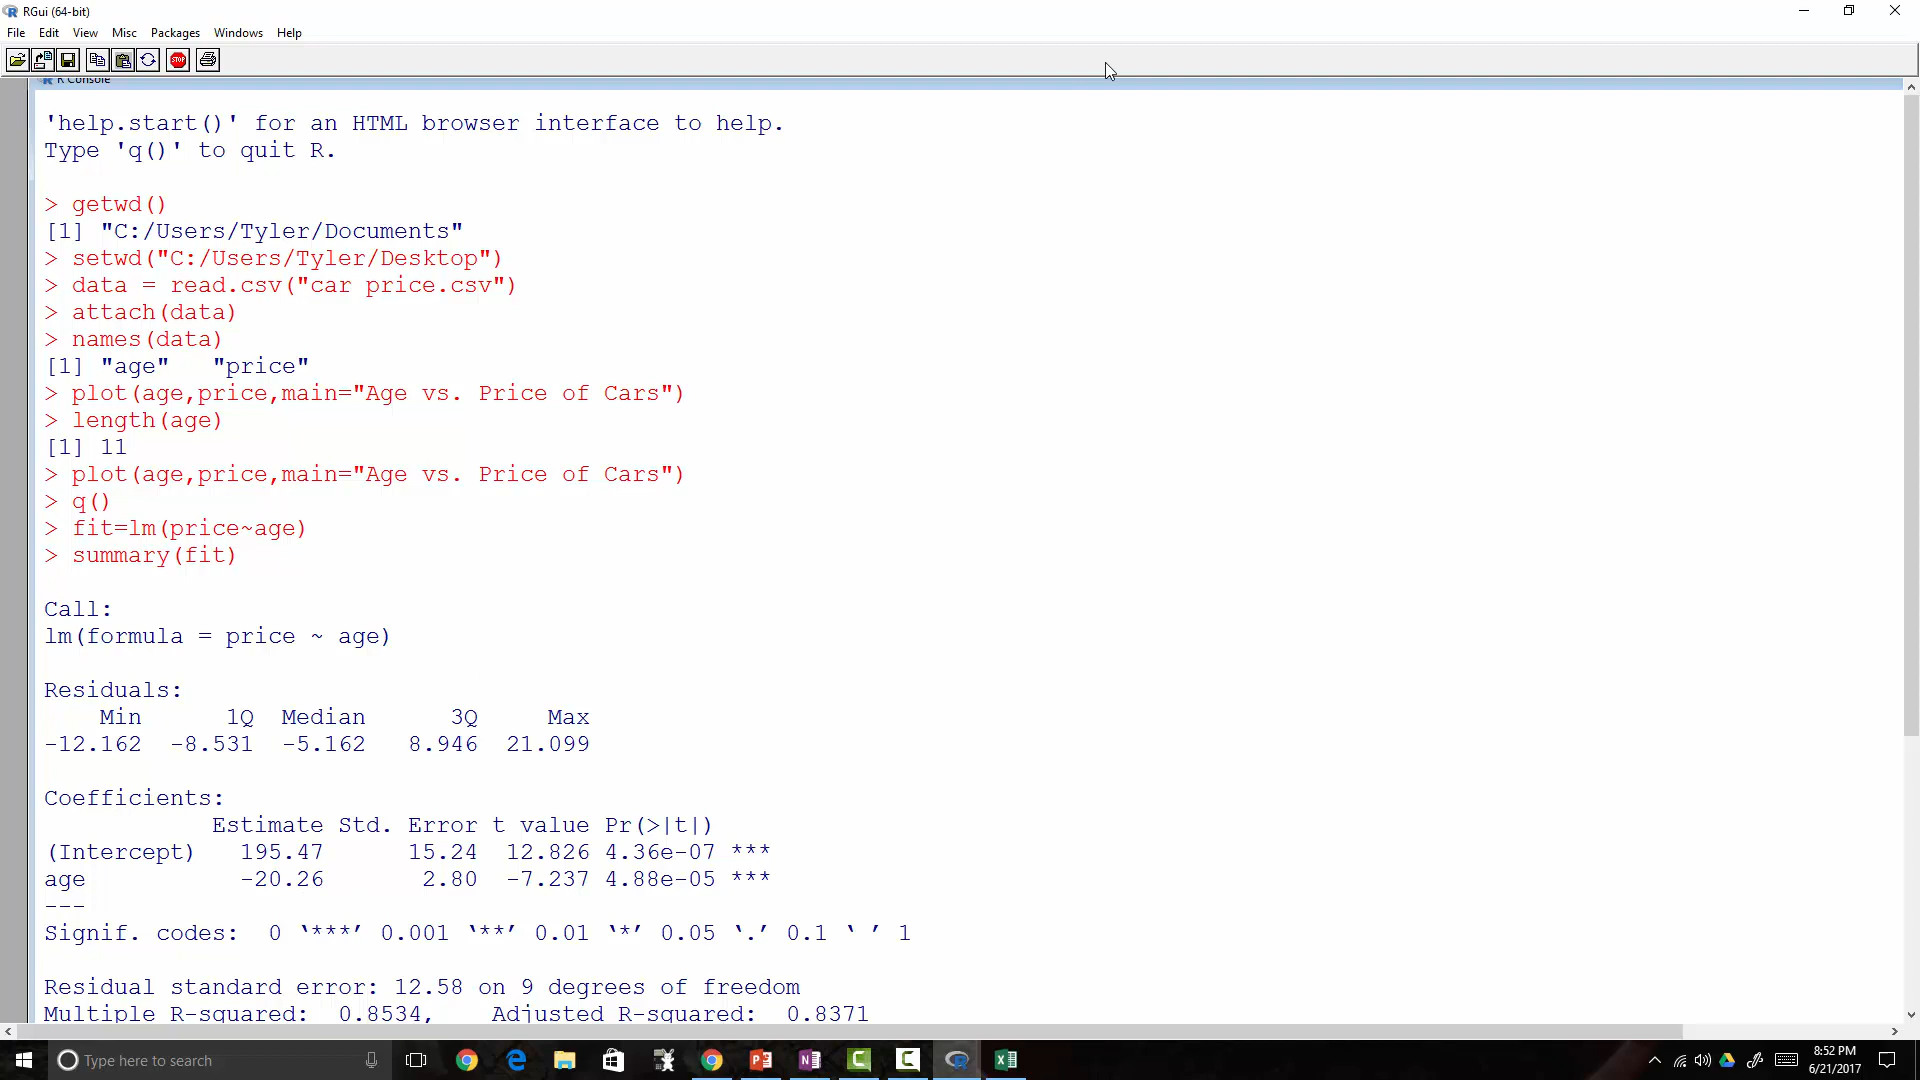 RGui (64-bit)
File Edit View Misc Packages Windows Help
STOP
R Console
'help.start()' for an HTML browser interface to help.
Type 'q()' to quit R.
> getwd()
[1] "C:/Users/Tyler/Documents"
> setwd("C:/Users/Tyler/Desktop")
> data = read.csv("car price.csv")
> attach(data)
> names(data)
[1] "age"   "price"
> plot(age,price,main="Age vs. Price of Cars")
> length(age)
[1] 11
> plot(age,price,main="Age vs. Price of Cars")
> q()
> fit=lm(price~age)
> summary(fit)
Call:
lm(formula = price ~ age)
Residuals:
    Min      1Q  Median      3Q     Max
-12.162  -8.531  -5.162   8.946  21.099
Coefficients:
            Estimate Std. Error t value Pr(>|t|)
(Intercept)   195.47      15.24  12.826 4.36e-07 ***
age           -20.26       2.80  -7.237 4.88e-05 ***
---
Signif. codes:  0 ‘***’ 0.001 ‘**’ 0.01 ‘*’ 0.05 ‘.’ 0.1 ‘ ’ 1
Residual standard error: 12.58 on 9 degrees of freedom
Multiple R-squared:  0.8534,    Adjusted R-squared:  0.8371
Type here to search
8:52 PM
6/21/2017